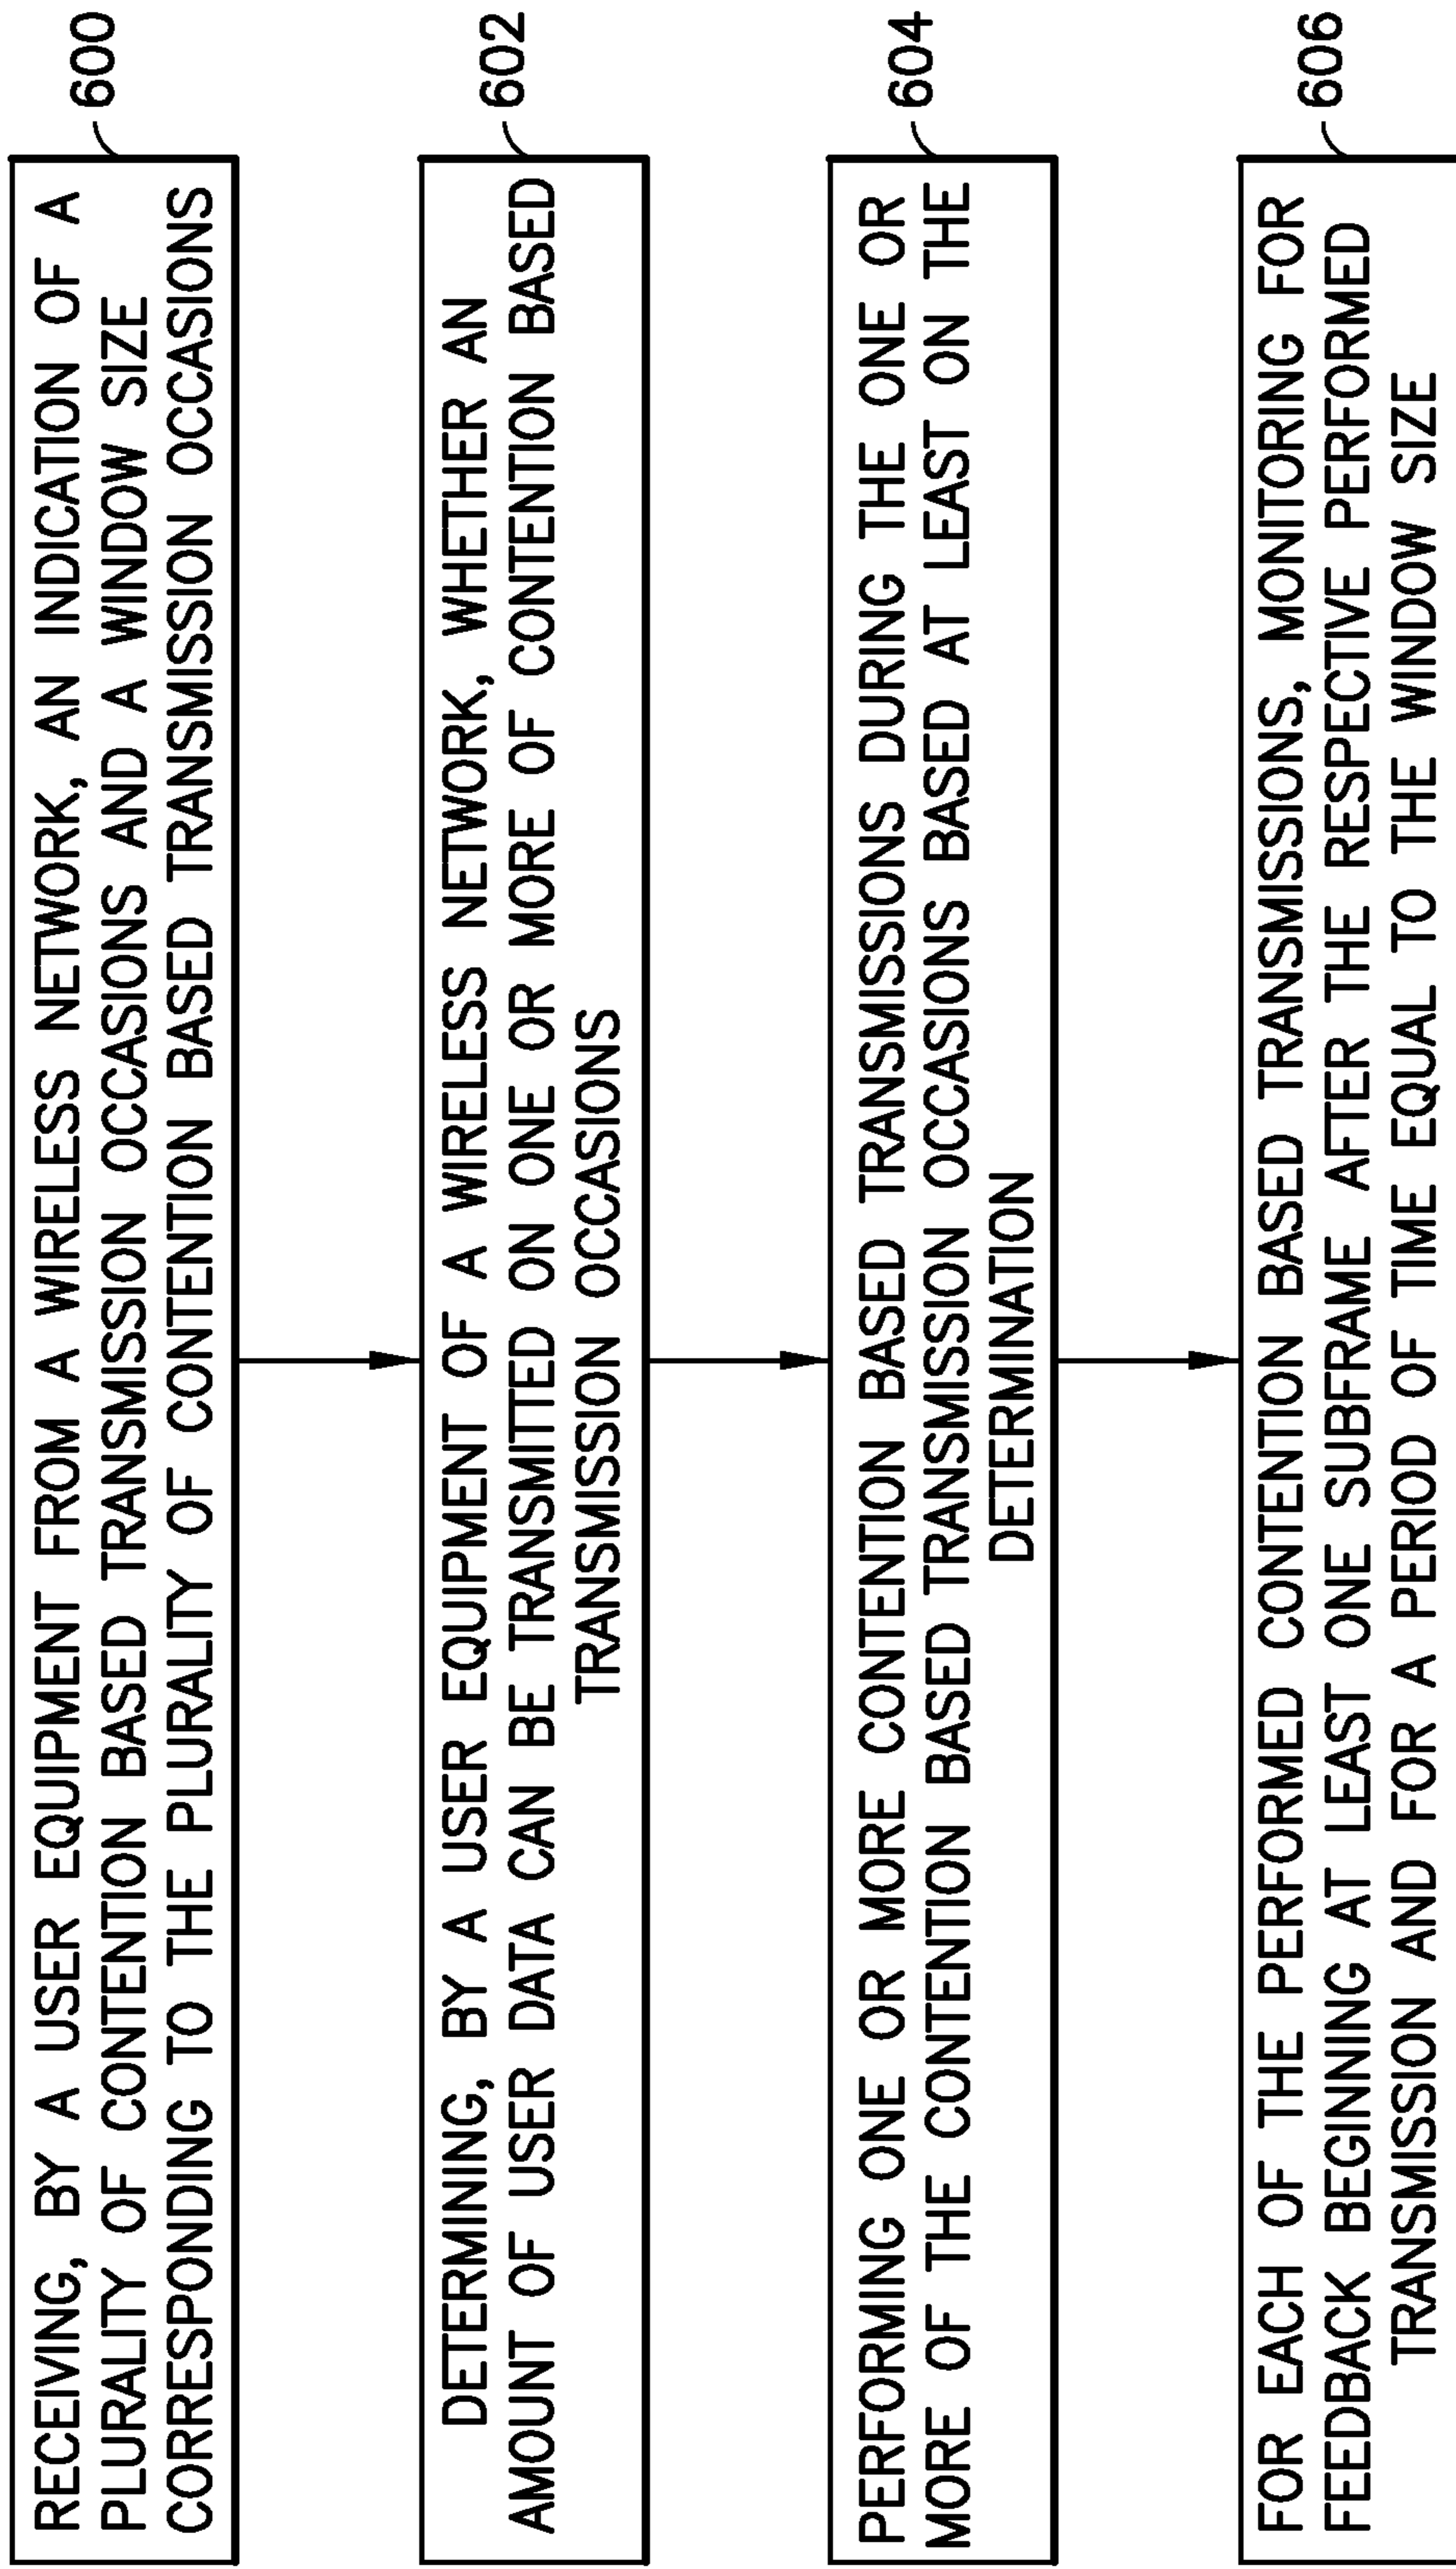 RECEIVING, BY A USER EQUIPMENT FROM A WIRELESS NETWORK, AN INDICATION OF A
PLURALITY OF CONTENTION BASED TRANSMISSION OCCASIONS AND A WINDOW SIZE
CORRESPONDING TO THE PLURALITY OF CONTENTION BASED TRANSMISSION OCCASIONS
600
DETERMINING, BY A USER EQUIPMENT OF A WIRELESS NETWORK, WHETHER AN
AMOUNT OF USER DATA CAN BE TRANSMITTED ON ONE OR MORE OF CONTENTION BASED
TRANSMISSION OCCASIONS
602
PERFORMING ONE OR MORE CONTENTION BASED TRANSMISSIONS DURING THE ONE OR
MORE OF THE CONTENTION BASED TRANSMISSION OCCASIONS BASED AT LEAST ON THE
DETERMINATION
604
FOR EACH OF THE PERFORMED CONTENTION BASED TRANSMISSIONS, MONITORING FOR
FEEDBACK BEGINNING AT LEAST ONE SUBFRAME AFTER THE RESPECTIVE PERFORMED
TRANSMISSION AND FOR A PERIOD OF TIME EQUAL TO THE WINDOW SIZE
606